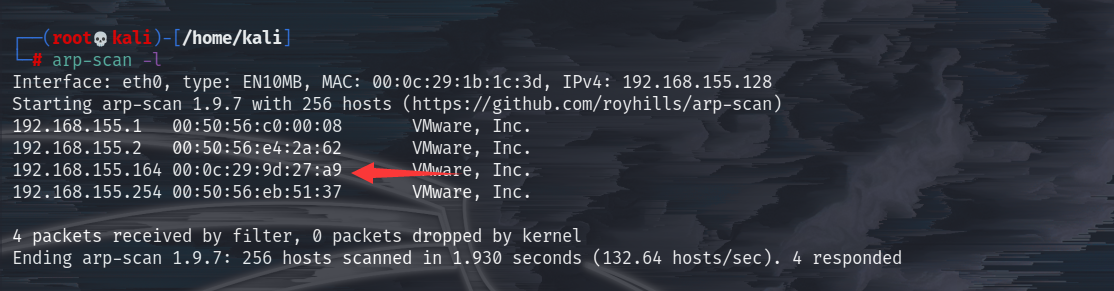 ┌──(root💀kali)-[/home/kali]
└─# arp-scan -l
Interface: eth0, type: EN10MB, MAC: 00:0c:29:1b:1c:3d, IPv4: 192.168.155.128
Starting arp-scan 1.9.7 with 256 hosts (https://github.com/royhills/arp-scan)
192.168.155.1   00:50:56:c0:00:08       VMware, Inc.
192.168.155.2   00:50:56:e4:2a:62       VMware, Inc.
192.168.155.164 00:0c:29:9d:27:a9       VMware, Inc.
192.168.155.254 00:50:56:eb:51:37       VMware, Inc.

4 packets received by filter, 0 packets dropped by kernel
Ending arp-scan 1.9.7: 256 hosts scanned in 1.930 seconds (132.64 hosts/sec). 4 responded